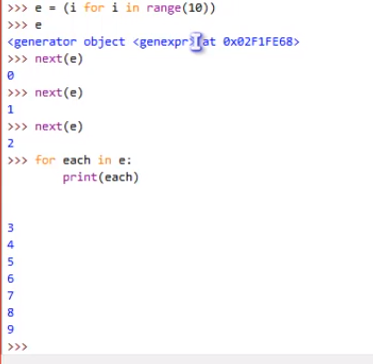 >>> e = (i for i in range(10))
>>> e
<generator object <genexpr> at 0x02F1FE68>
>>> next(e)
0
>>> next(e)
1
>>> next(e)
2
>>> for each in e:
        print(each)
3
4
5
6
7
8
9
>>>